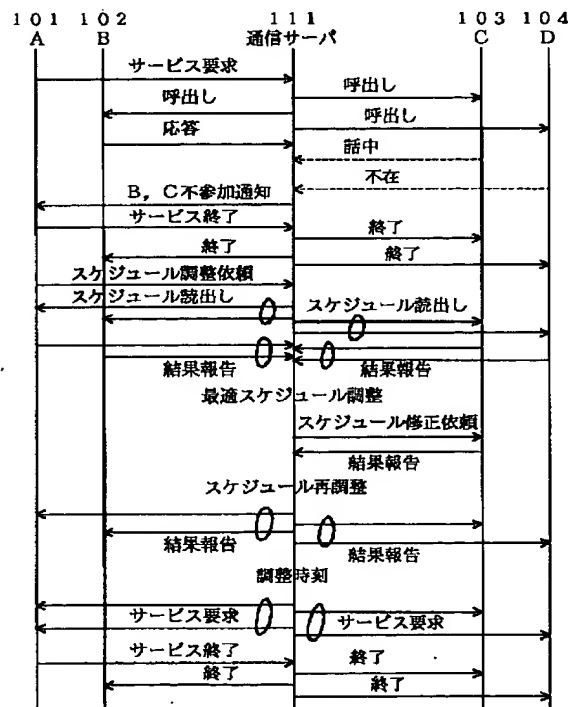 101 102 111 103 104
A B 通信サーバ C D
サービス要求
呼出し 呼出し
呼出し
応答
話中
不在
B，C不参加通知
サービス終了
終了
終了
終了
スケジュール調整依頼
スケジュール読出し スケジュール読出し
結果報告 結果報告
最適スケジュール調整
スケジュール修正依頼
結果報告
スケジュール再調整
結果報告 結果報告
調整時刻
サービス要求 サービス要求
サービス終了
終了 終了
終了